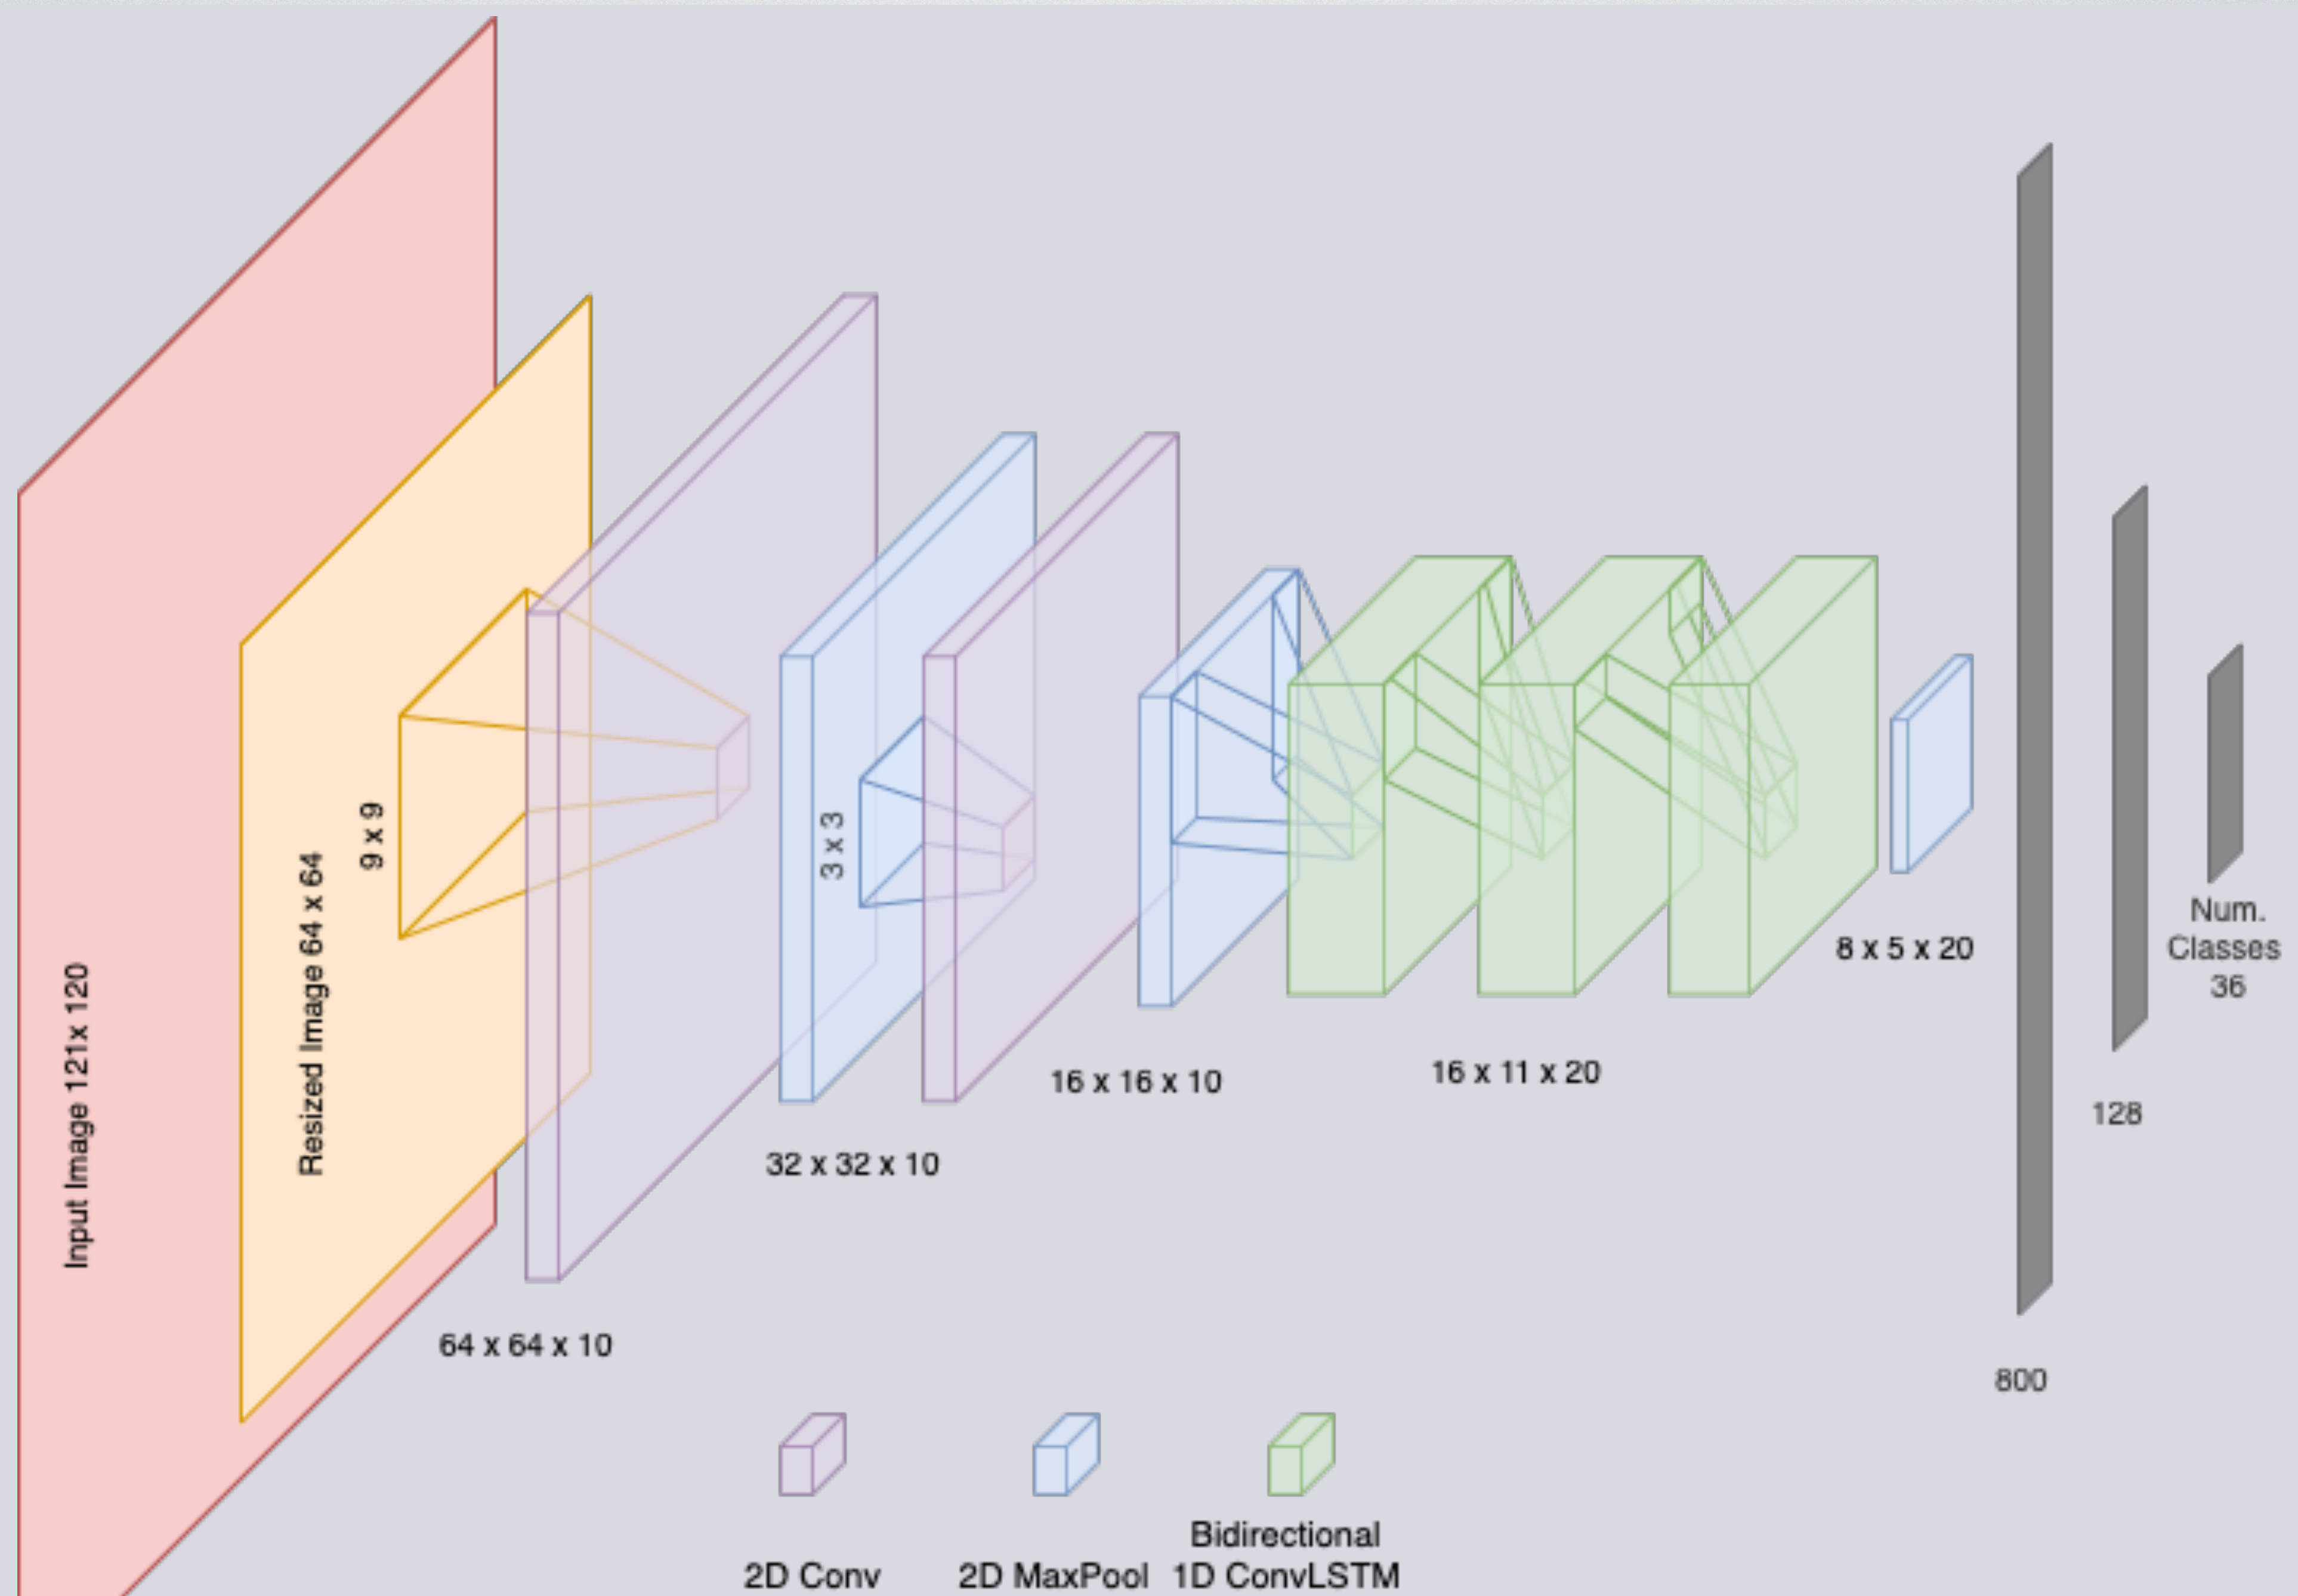 Input Image 121x 120
Resized Image 64 x 64
9 x 9
64 x 64 x 10
3 x 3
32 x 32 x 10
16 x 16 x 10
16 x 11 x 20
8 x 5 x 20
800
128
Num.
Classes
36
2D Conv
2D MaxPool
Bidirectional
1D ConvLSTM